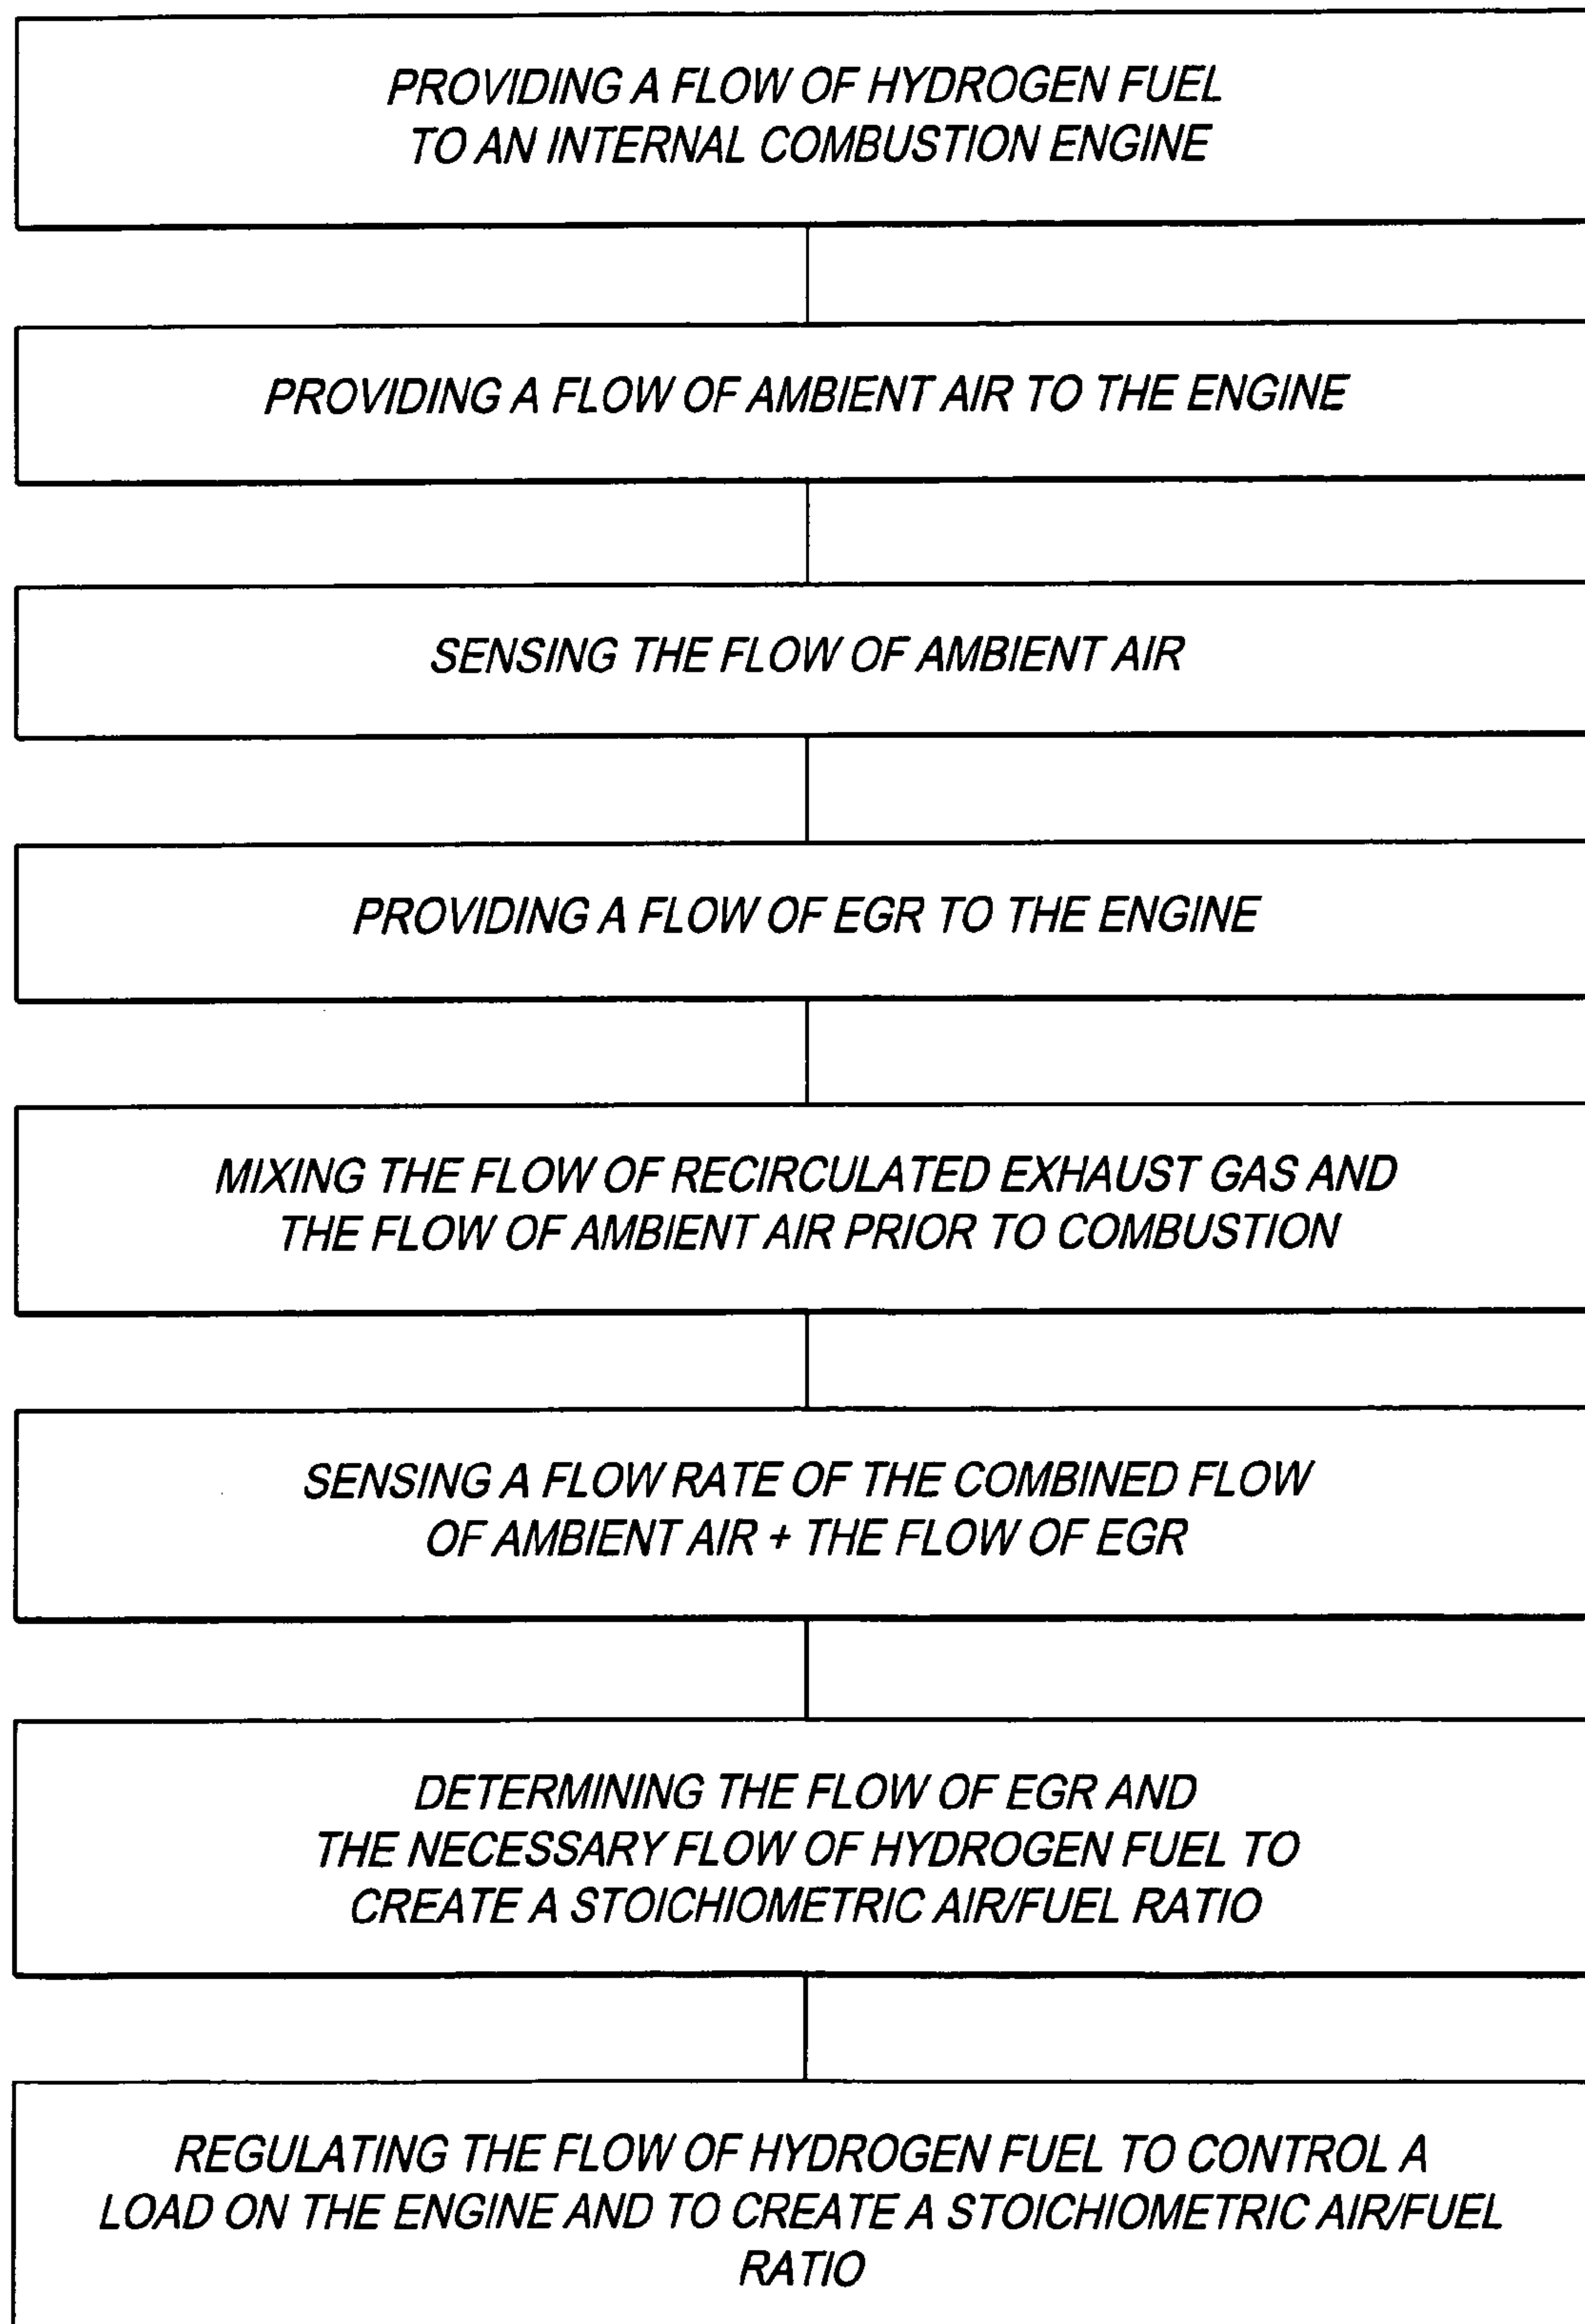 PROVIDING A FLOW OF HYDROGEN FUEL
TO AN INTERNAL COMBUSTION ENGINE
PROVIDING A FLOW OF AMBIENT AIR TO THE ENGINE
SENSING THE FLOW OF AMBIENT AIR
PROVIDING A FLOW OF EGR TO THE ENGINE
MIXING THE FLOW OF RECIRCULATED EXHAUST GAS AND
THE FLOW OF AMBIENT AIR PRIOR TO COMBUSTION
SENSING A FLOW RATE OF THE COMBINED FLOW
OF AMBIENT AIR + THE FLOW OF EGR
DETERMINING THE FLOW OF EGR AND
THE NECESSARY FLOW OF HYDROGEN FUEL TO
CREATE A STOICHIOMETRIC AIR/FUEL RATIO
REGULATING THE FLOW OF HYDROGEN FUEL TO CONTROL A
LOAD ON THE ENGINE AND TO CREATE A STOICHIOMETRIC AIR/FUEL
RATIO